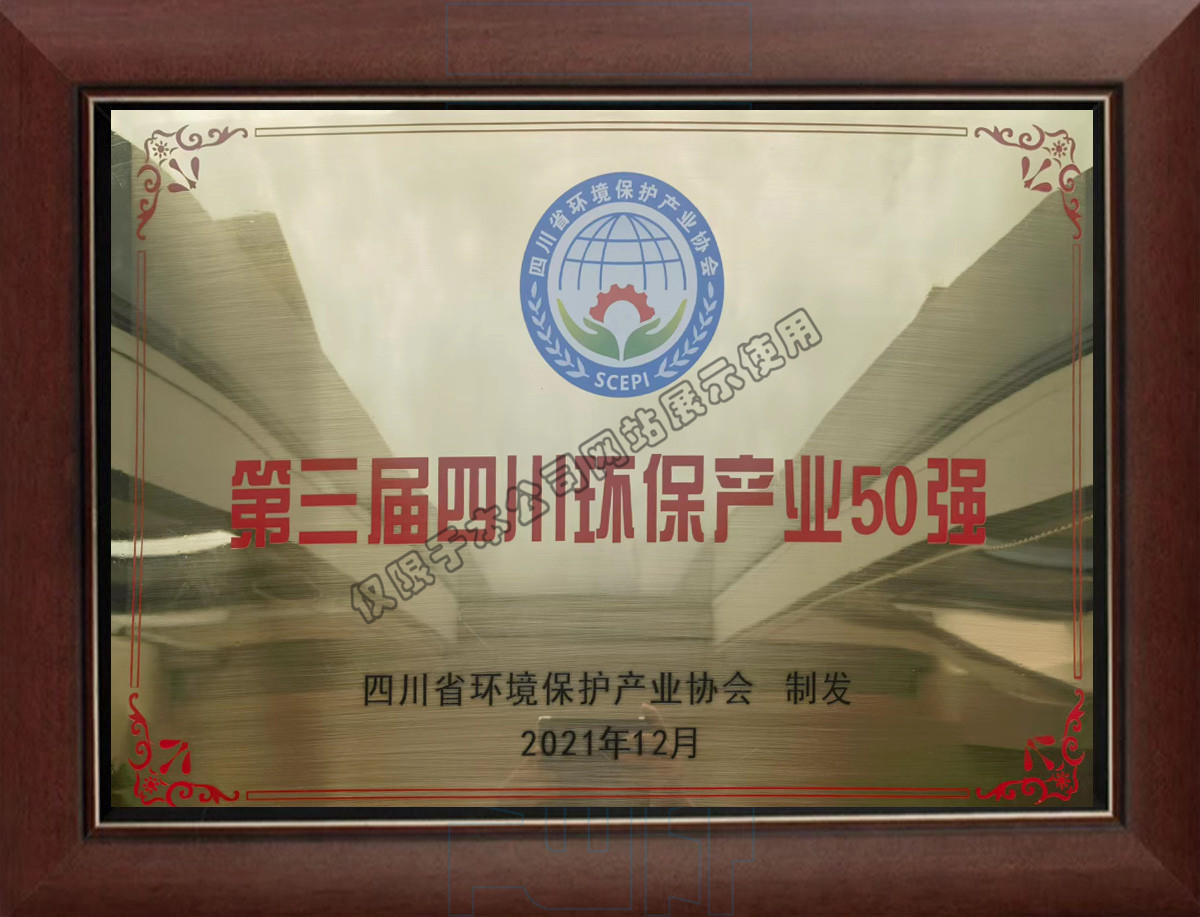 四川省环境保护产业协会
SCEPI
仅限于本公司网站展示使用
第三届四川环保产业50强
四川省环境保护产业协会 制发
2021年12月